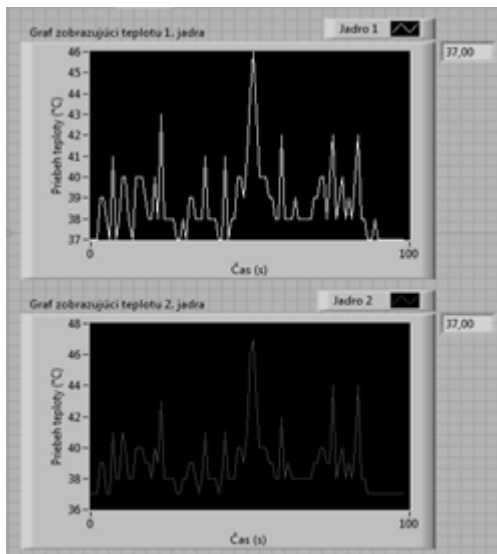 Graf zobrazujúci teplotu 1. jadra
Jadro 1
37,00
Priebeh teploty (°C)
46
45
44
43
42
41
40
39
38
37
0
100
Čas (s)
Graf zobrazujúci teplotu 2. jadra
Jadro 2
37,00
Priebeh teploty (°C)
48
46
44
42
40
38
36
0
100
Čas (s)